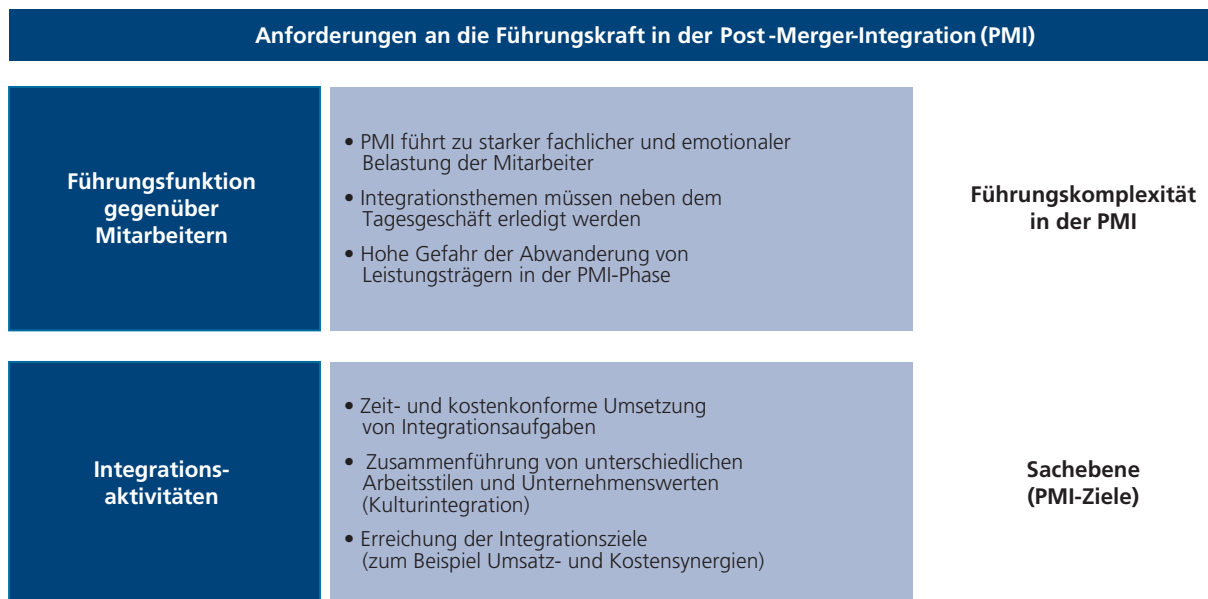 Anforderungen an die Führungskraft in der Post-Merger-Integration (PMI)
Führungsfunktion
gegenüber
Mitarbeitern
• PMI führt zu starker fachlicher und emotionaler
Belastung der Mitarbeiter
• Integrationsthemen müssen neben dem
Tagesgeschäft erledigt werden
• Hohe Gefahr der Abwanderung von
Leistungsträgern in der PMI-Phase
Führungskomplexität
in der PMI
Integrations-
aktivitäten
• Zeit- und kostenkonforme Umsetzung
von Integrationsaufgaben
• Zusammenführung von unterschiedlichen
Arbeitsstilen und Unternehmenswerten
(Kulturintegration)
• Erreichung der Integrationsziele
(zum Beispiel Umsatz- und Kostensynergien)
Sachebene
(PMI-Ziele)